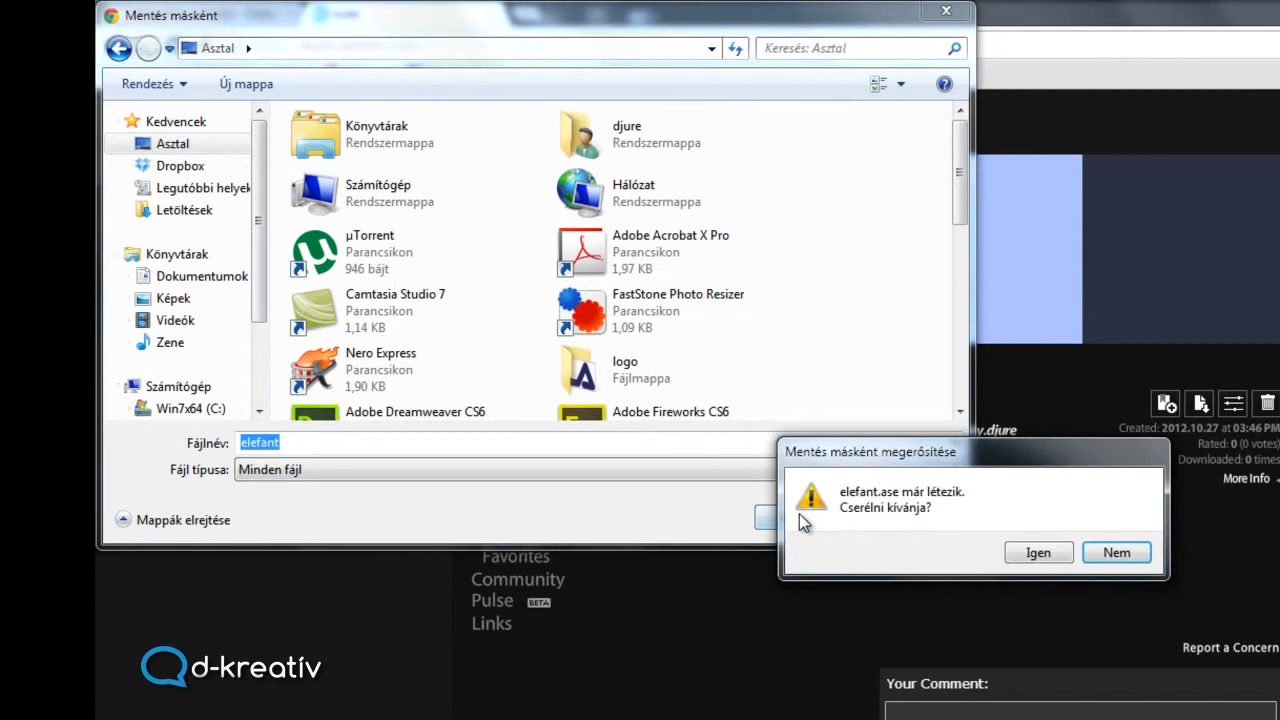 Mentés másként
Asztal
Keresés: Asztal
Rendezés
Új mappa
Kedvencek
Asztal
Dropbox
Legutóbbi helyek
Letöltések
Könyvtárak
Dokumentumok
Képek
Videók
Zene
Számítógép
Win7x64 (C:)
Könyvtárak
Rendszermappa
djure
Rendszermappa
Számítógép
Rendszermappa
Hálózat
Rendszermappa
µTorrent
Parancsikon
946 bájt
Adobe Acrobat X Pro
Parancsikon
1,97 KB
Camtasia Studio 7
Parancsikon
1,14 KB
FastStone Photo Resizer
Parancsikon
1,09 KB
Nero Express
Parancsikon
1,90 KB
logo
Fájlmappa
Adobe Dreamweaver CS6
Adobe Fireworks CS6
Fájlnév: elefant
Fájl típusa: Minden fájl
Mappák elrejtése
Mentés másként megerősítése
elefant.ase már létezik.
Cserélni kívánja?
Igen
Nem
y.djure
Created: 2012.10.27 at 03:46 PM
Rated: 0 (0 votes)
Downloaded: 0 times
More Info
Favorites
Community
Pulse BETA
Links
Report a Concern
Your Comment:
d-kreatív